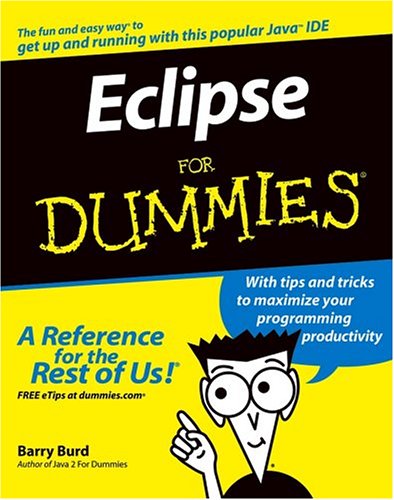 The fun and easy way® to
get up and running with this popular Java™ IDE
Eclipse
FOR
DUMMIES®
With tips and tricks
to maximize your
programming
productivity
A Reference
for the
Rest of Us!®
FREE eTips at dummies.com®
Barry Burd
Author of Java 2 For Dummies